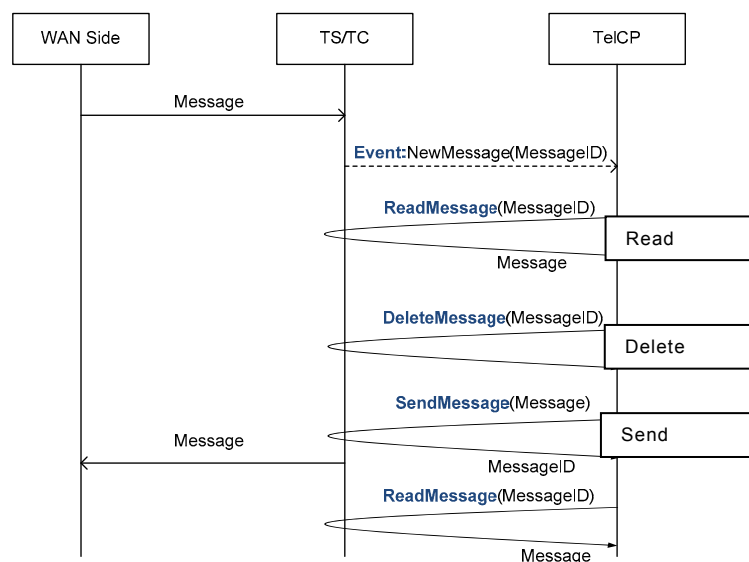 WAN Side
TS/TC
TelCP
Message
Event:NewMessage(MessageID)
ReadMessage(MessageID)
Read
Message
DeleteMessage(MessageID)
Delete
SendMessage(Message)
Send
Message
MessageID
ReadMessage(MessageID)
Message